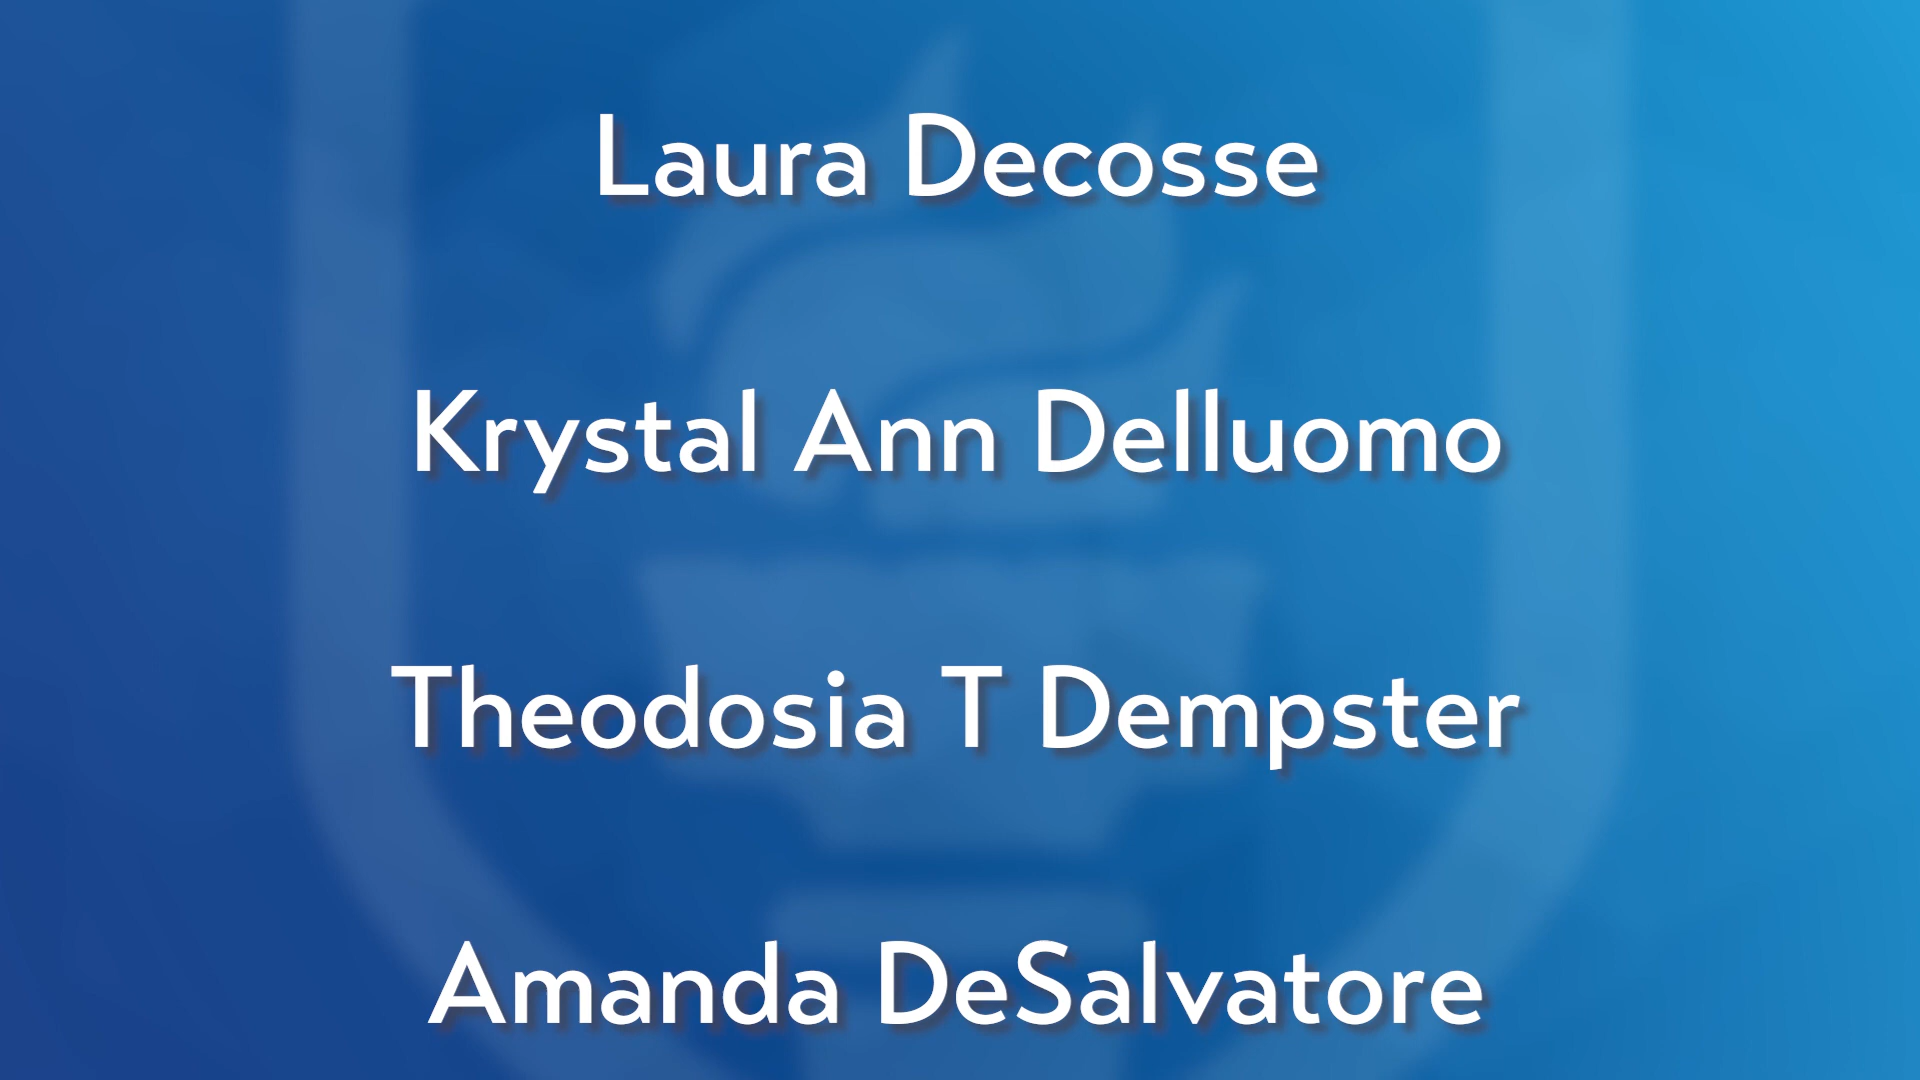 Laura Decosse
Krystal Ann Delluomo
Theodosia T Dempster
Amanda DeSalvatore